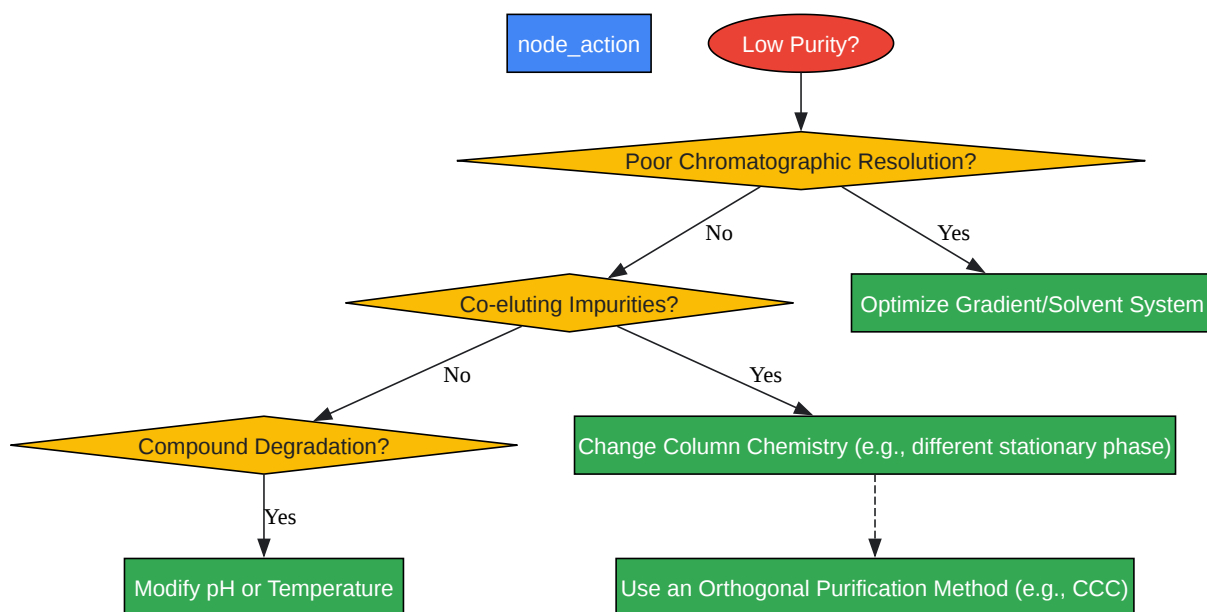 node_action
Low Purity?
Poor Chromatographic Resolution?
No
Yes
Co-eluting Impurities?
Optimize Gradient/Solvent System
No
Yes
Compound Degradation?
Change Column Chemistry (e.g., different stationary phase)
Yes
Modify pH or Temperature
Use an Orthogonal Purification Method (e.g., CCC)